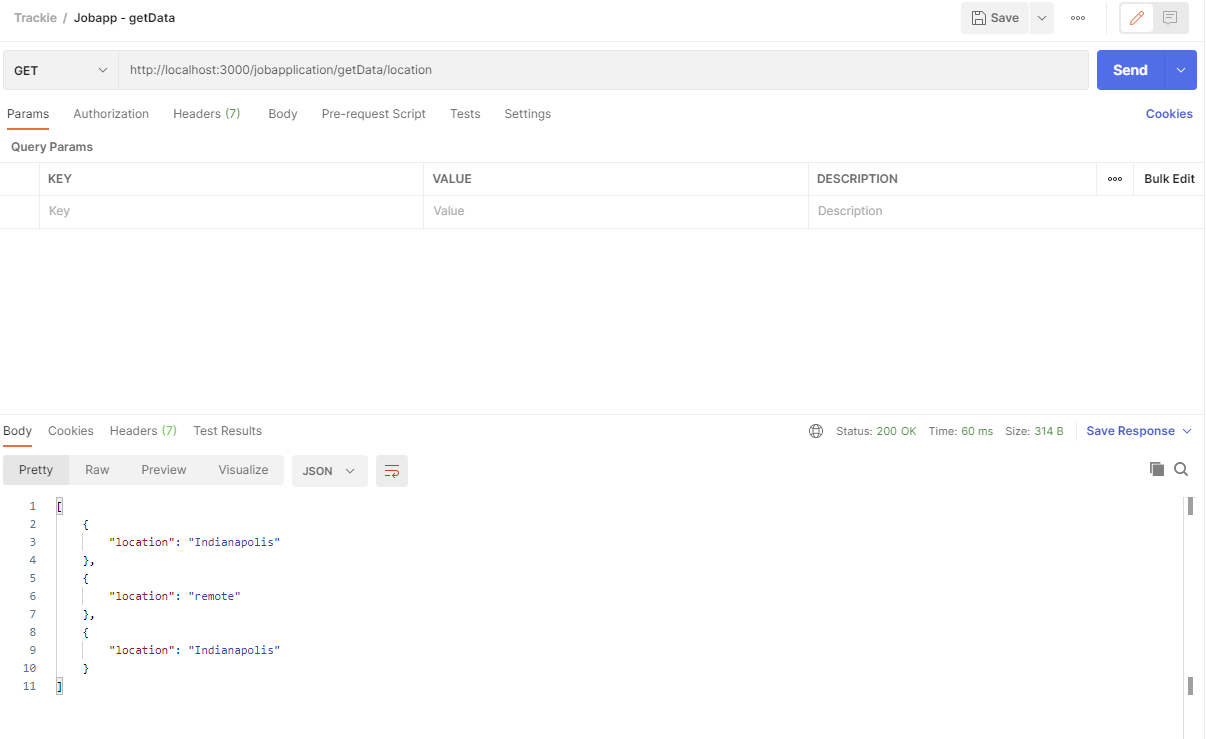 Trackie / Jobapp - getData
Save
GET
http://localhost:3000/jobapplication/getData/location
Send
Params Authorization Headers (7) Body Pre-request Script Tests Settings
Cookies
Query Params
KEY VALUE DESCRIPTION Bulk Edit
Key Value Description
Body Cookies Headers (7) Test Results
Status: 200 OK Time: 60 ms Size: 314 B Save Response
Pretty Raw Preview Visualize JSON
1 [
2 {
3 "location": "Indianapolis"
4 },
5 {
6 "location": "remote"
7 },
8 {
9 "location": "Indianapolis"
10 }
11 ]